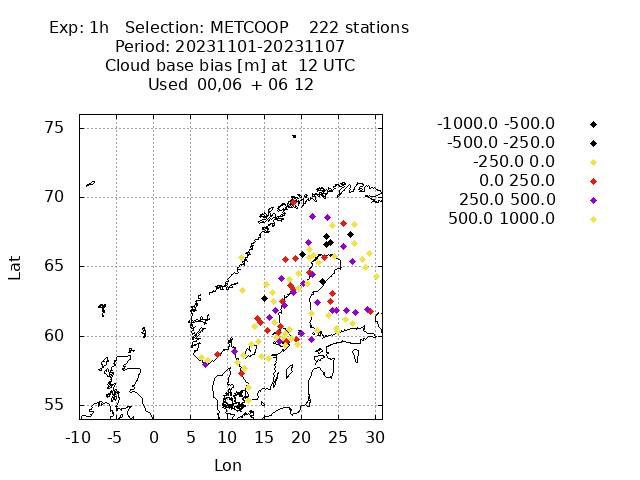 Exp: 1h   Selection: METCOOP    222 stations
Period: 20231101-20231107
Cloud base bias [m] at  12 UTC
Used  00,06  + 06 12
-1000.0 -500.0
-500.0 -250.0
-250.0 0.0
0.0 250.0
250.0 500.0
500.0 1000.0
75
70
65
60
55
Lat
-10 -5 0 5 10 15 20 25 30
Lon